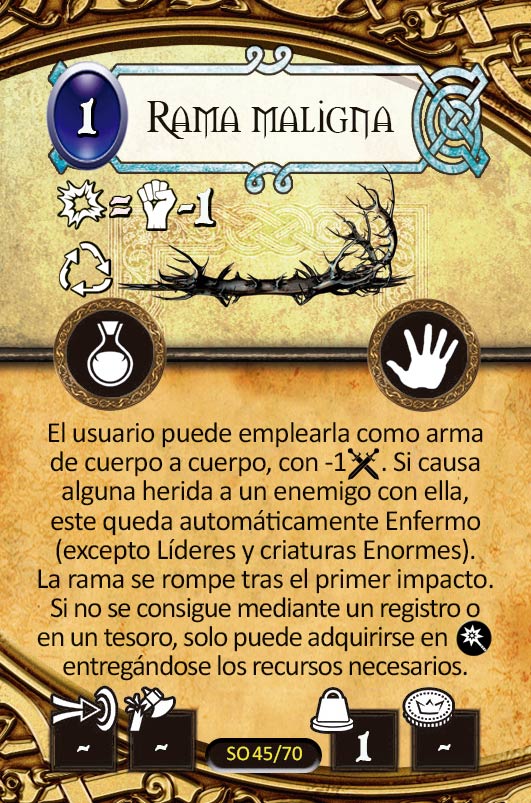 1 Rama maligna
= -1
El usuario puede emplearla como arma
de cuerpo a cuerpo, con -1. Si causa
alguna herida a un enemigo con ella,
este queda automáticamente Enfermo
(excepto Líderes y criaturas Enormes).
La rama se rompe tras el primer impacto.
Si no se consigue mediante un registro o
en un tesoro, solo puede adquirirse en
entregándose los recursos necesarios.
~ ~ SO 45/70 1 ~